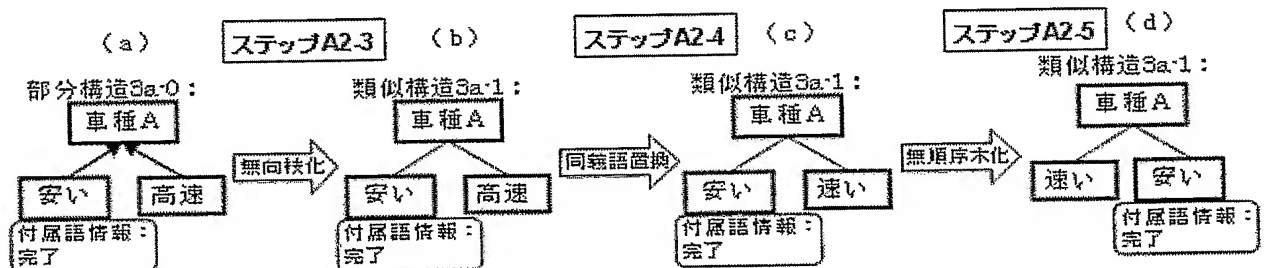 (a)
ステップA2-3
(b)
ステップA2-4
(c)
ステップA2-5
(d)
部分構造3a-0:
車種A
安い
高速
付属語情報:
完了
無向枝化
類似構造3a-1:
車種A
安い
高速
付属語情報:
完了
同義語置換
類似構造3a-1:
車種A
安い
速い
付属語情報:
完了
無順序木化
類似構造3a-1:
車種A
速い
安い
付属語情報:
完了